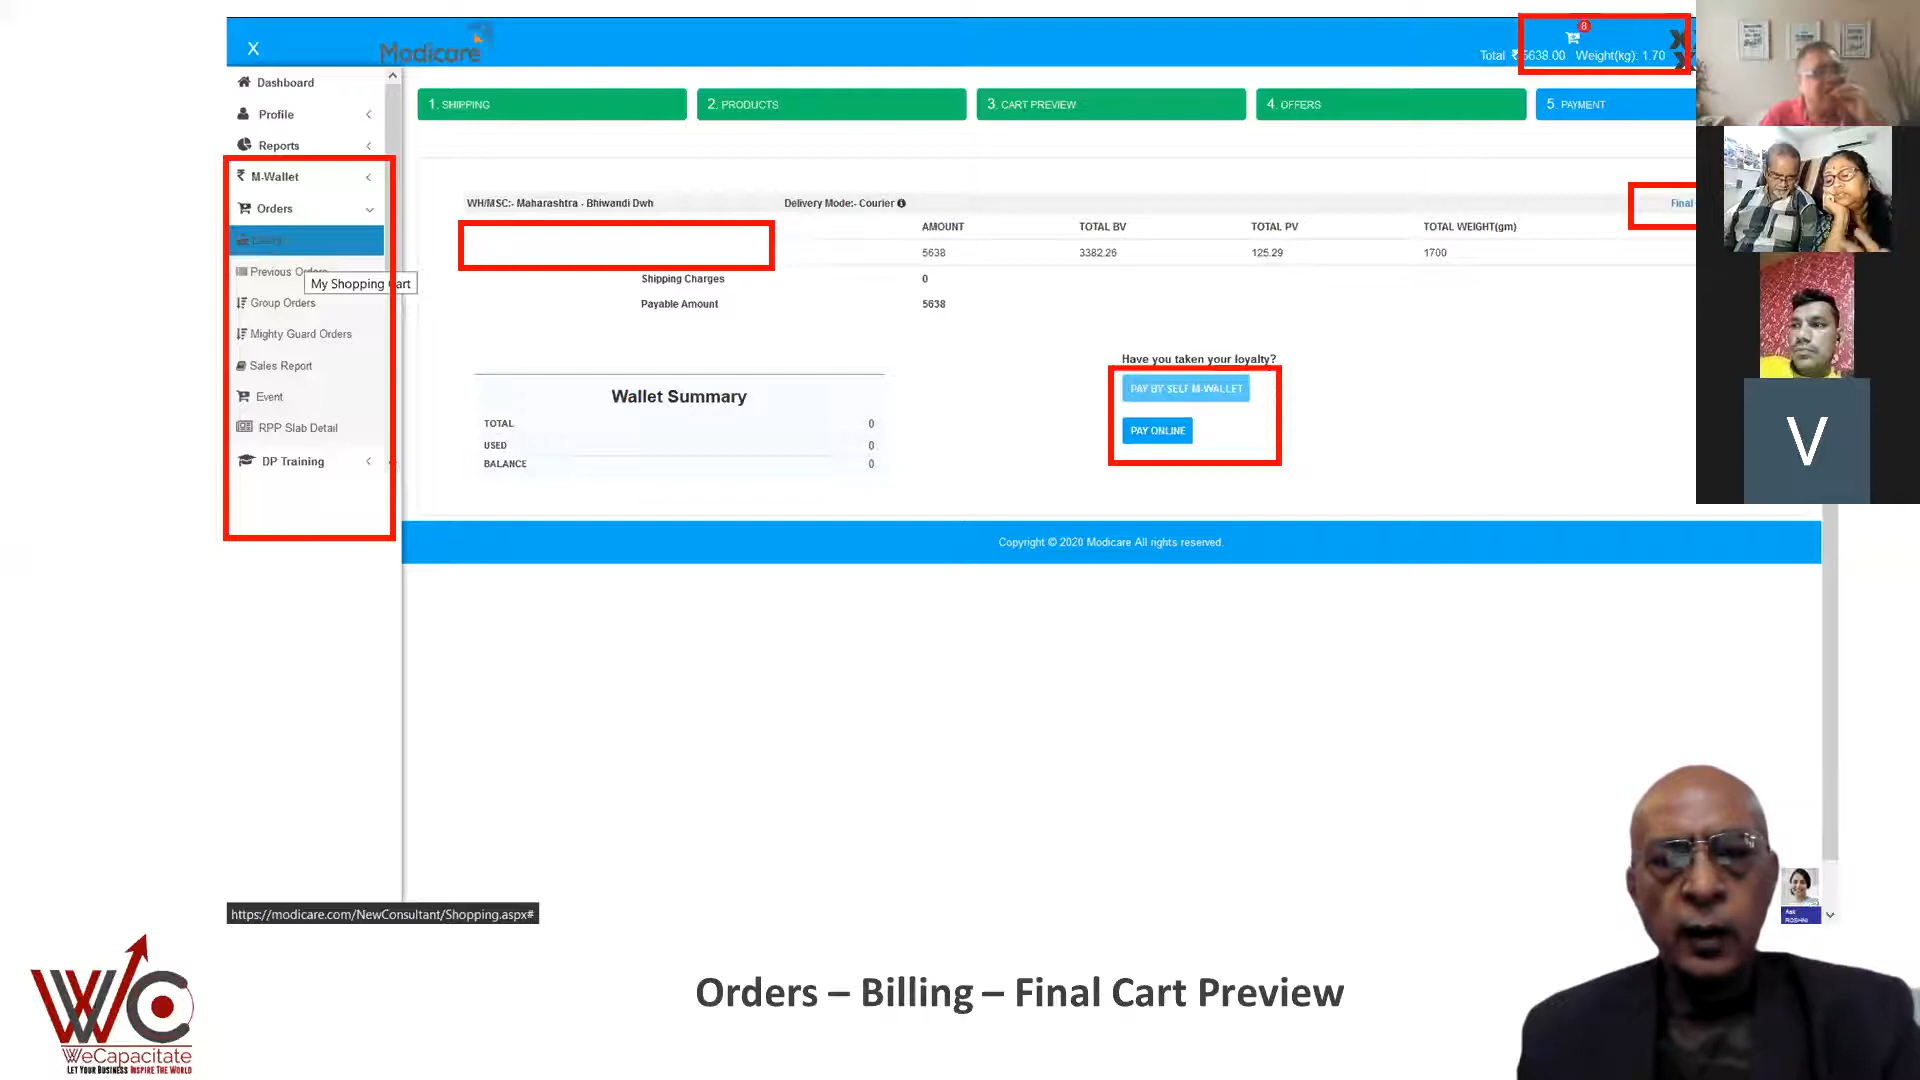 X
Modicare
8
Total ₹ 5638.00 Weight(kg): 1.70
Dashboard
Profile
Reports
M-Wallet
Orders
Billing
Previous Orders
My Shopping Cart
Group Orders
Mighty Guard Orders
Sales Report
Event
RPP Slab Detail
DP Training
1. SHIPPING
2. PRODUCTS
3. CART PREVIEW
4. OFFERS
5. PAYMENT
WH/MSC:- Maharashtra - Bhiwandi Dwh
Delivery Mode:- Courier
Final
AMOUNT TOTAL BV TOTAL PV TOTAL WEIGHT(gm)
5638 3382.26 125.29 1700
Shipping Charges 0
Payable Amount 5638
Wallet Summary
TOTAL 0
USED 0
BALANCE 0
Have you taken your loyalty?
PAY BY SELF M-WALLET
PAY ONLINE
V
Copyright © 2020 Modicare All rights reserved.
Ask
ROSHNI
https://modicare.com/NewConsultant/Shopping.aspx#
Orders – Billing – Final Cart Preview
WC
WeCapacitate
LET YOUR BUSINESS INSPIRE THE WORLD